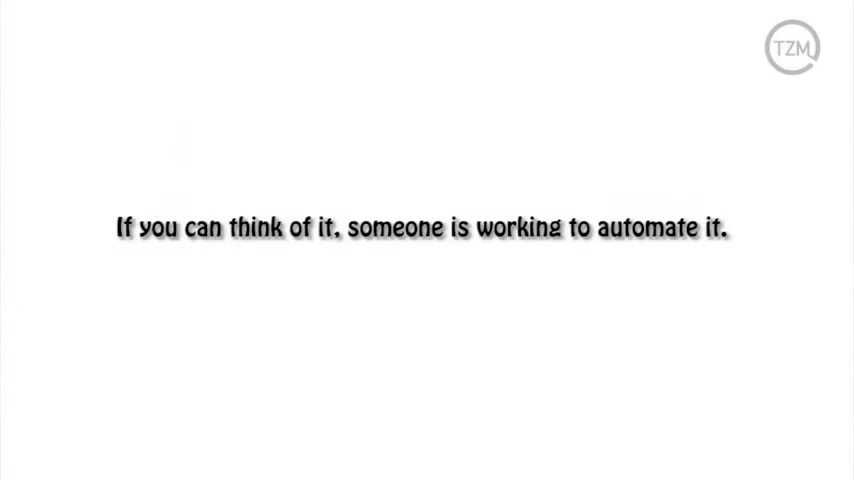 TZM
If you can think of it, someone is working to automate it.